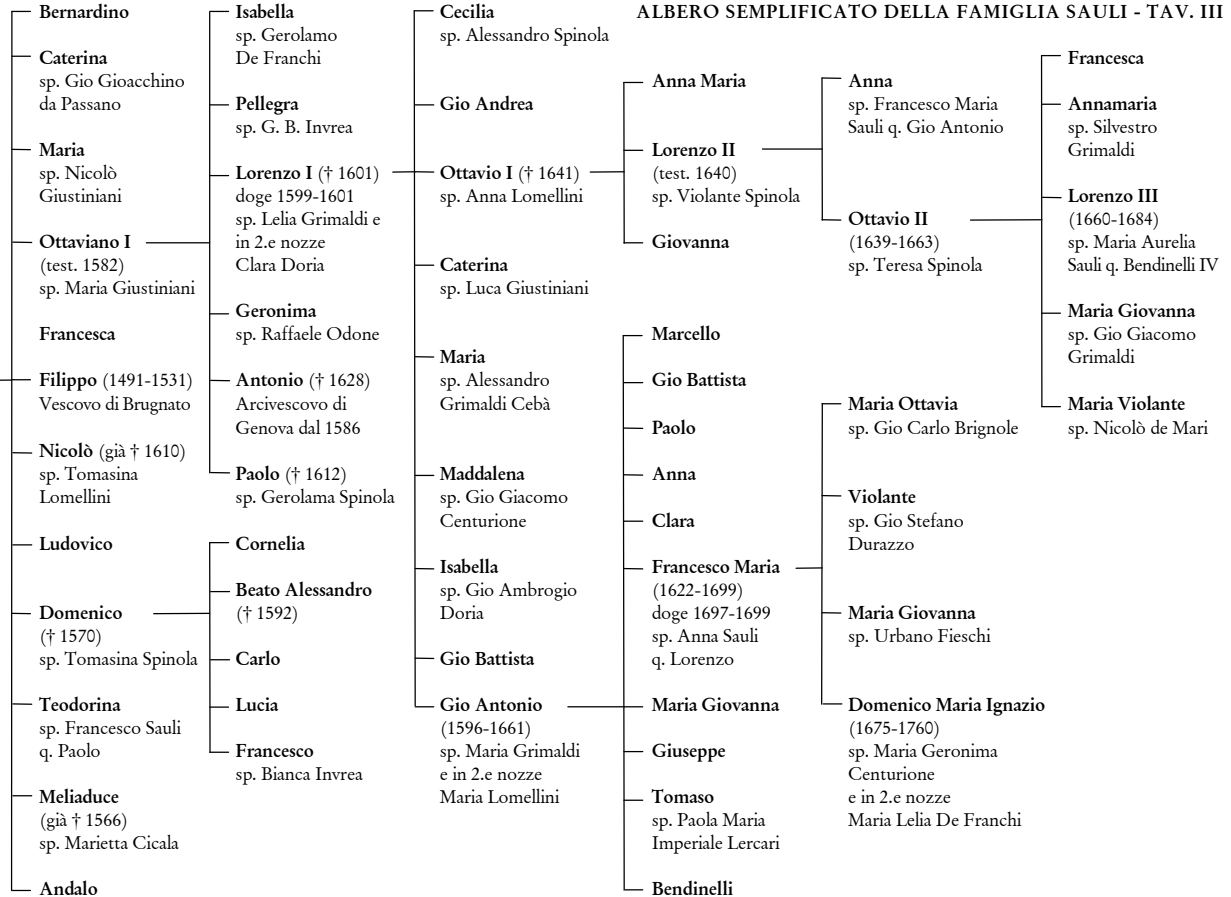 ALBERO SEMPLIFICATO DELLA FAMIGLIA SAULI - TAV. III
Bernardino
Caterina
sp. Gio Gioacchino
da Passano
Maria
sp. Nicolò
Giustiniani
Ottaviano I
(test. 1582)
sp. Maria Giustiniani
Francesca
Filippo (1491-1531)
Vescovo di Brugnato
Nicolò (già † 1610)
sp. Tomasina
Lomellini
Ludovico
Domenico
(† 1570)
sp. Tomasina Spinola
Teodorina
sp. Francesco Sauli
q. Paolo
Meliaduce
(già † 1566)
sp. Marietta Cicala
Andalo
Isabella
sp. Gerolamo
De Franchi
Pellegra
sp. G. B. Invrea
Lorenzo I († 1601)
doge 1599-1601
sp. Lelia Grimaldi e
in 2.e nozze
Clara Doria
Geronima
sp. Raffaele Odone
Antonio († 1628)
Arcivescovo di
Genova dal 1586
Paolo († 1612)
sp. Gerolama Spinola
Cornelia
Beato Alessandro
(† 1592)
Carlo
Lucia
Francesco
sp. Bianca Invrea
Cecilia
sp. Alessandro Spinola
Gio Andrea
Ottavio I († 1641)
sp. Anna Lomellini
Caterina
sp. Luca Giustiniani
Maria
sp. Alessandro
Grimaldi Cebà
Maddalena
sp. Gio Giacomo
Centurione
Isabella
sp. Gio Ambrogio
Doria
Gio Battista
Gio Antonio
(1596-1661)
sp. Maria Grimaldi
e in 2.e nozze
Maria Lomellini
Anna Maria
Lorenzo II
(test. 1640)
sp. Violante Spinola
Giovanna
Marcello
Gio Battista
Paolo
Anna
Clara
Francesco Maria
(1622-1699)
doge 1697-1699
sp. Anna Sauli
q. Lorenzo
Maria Giovanna
Giuseppe
Tomaso
sp. Paola Maria
Imperiale Lercari
Bendinelli
Anna
sp. Francesco Maria
Sauli q. Gio Antonio
Ottavio II
(1639-1663)
sp. Teresa Spinola
Maria Ottavia
sp. Gio Carlo Brignole
Violante
sp. Gio Stefano
Durazzo
Maria Giovanna
sp. Urbano Fieschi
Domenico Maria Ignazio
(1675-1760)
sp. Maria Geronima
Centurione
e in 2.e nozze
Maria Lelia De Franchi
Francesca
Annamaria
sp. Silvestro
Grimaldi
Lorenzo III
(1660-1684)
sp. Maria Aurelia
Sauli q. Bendinelli IV
Maria Giovanna
sp. Gio Giacomo
Grimaldi
Maria Violante
sp. Nicolò de Mari